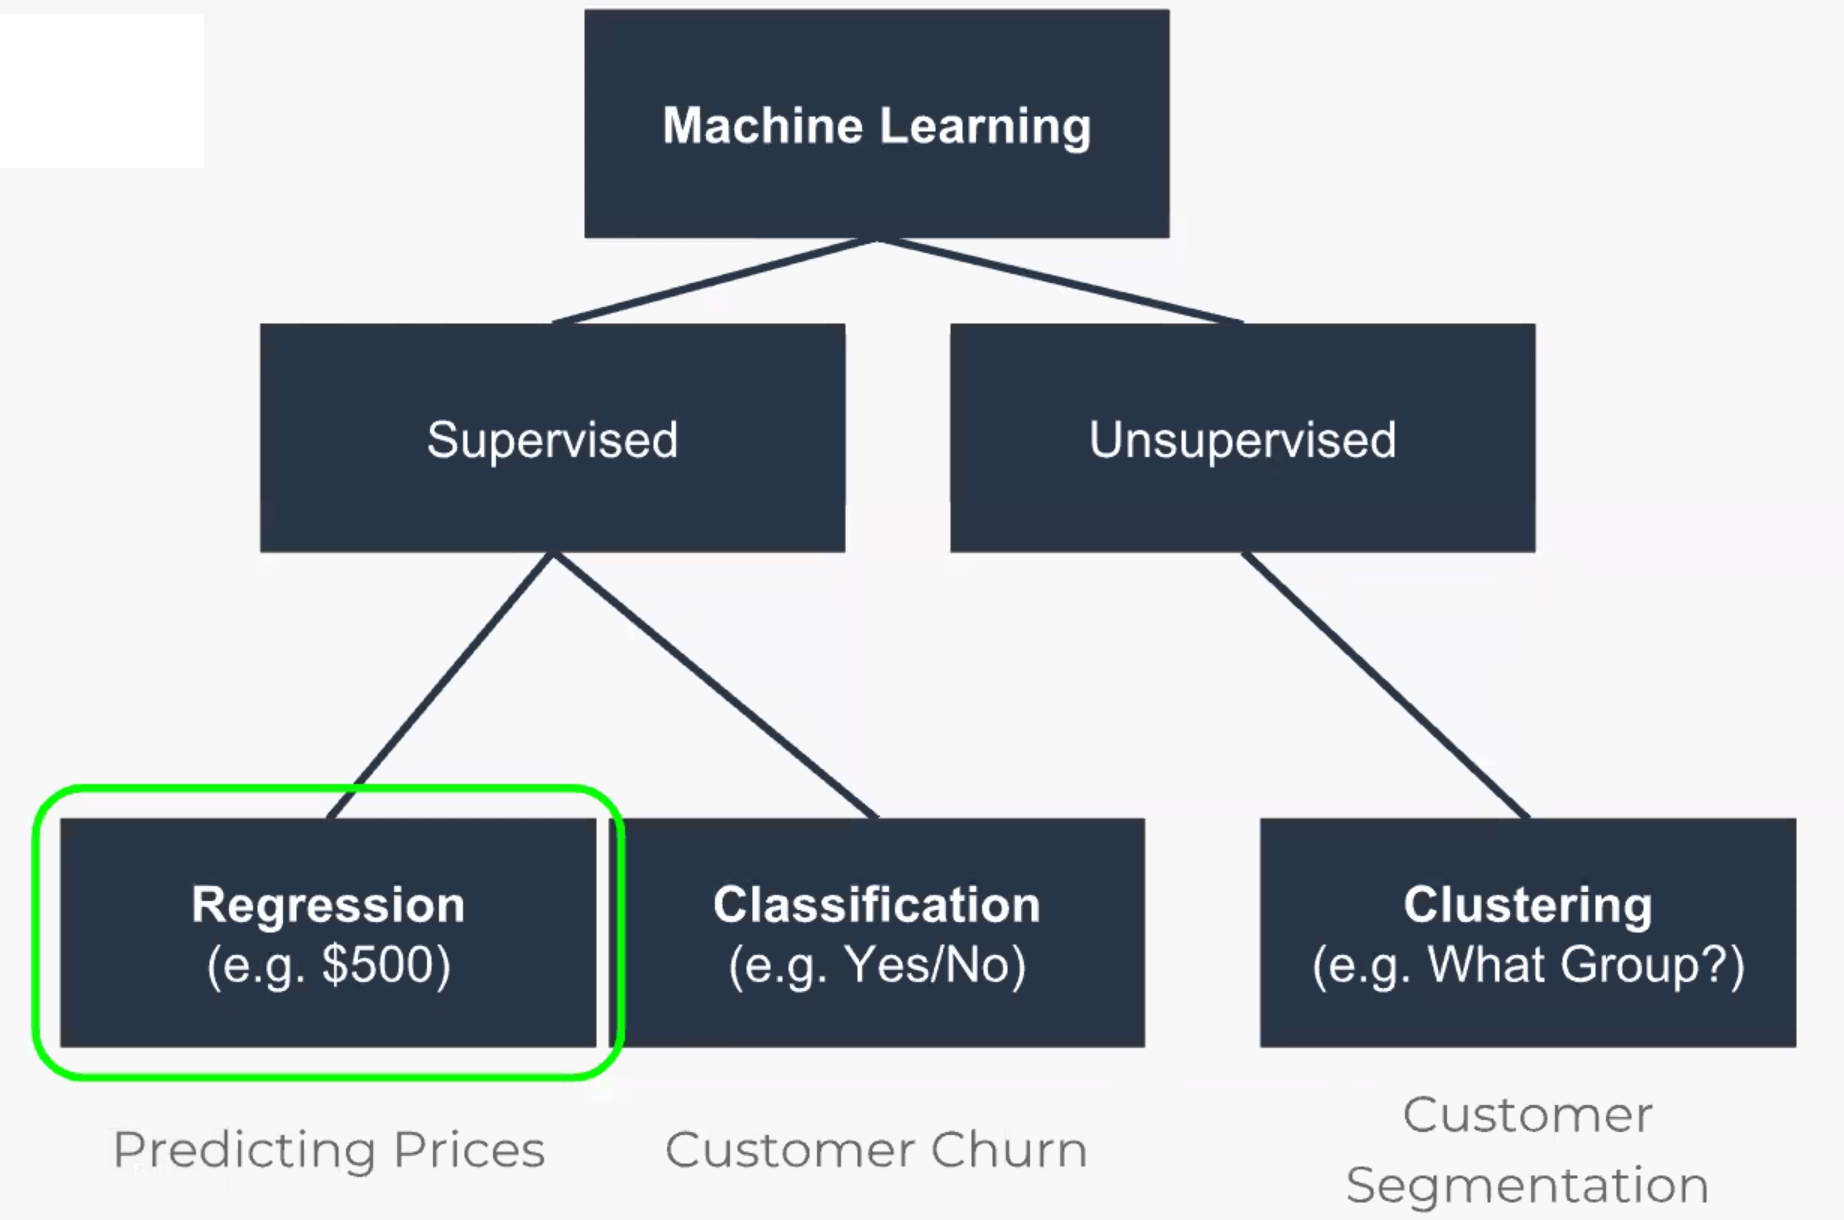 Machine Learning
Supervised
Unsupervised
Regression
(e.g. $500)
Classification
(e.g. Yes/No)
Clustering
(e.g. What Group?)
Predicting Prices
Customer Churn
Customer
Segmentation